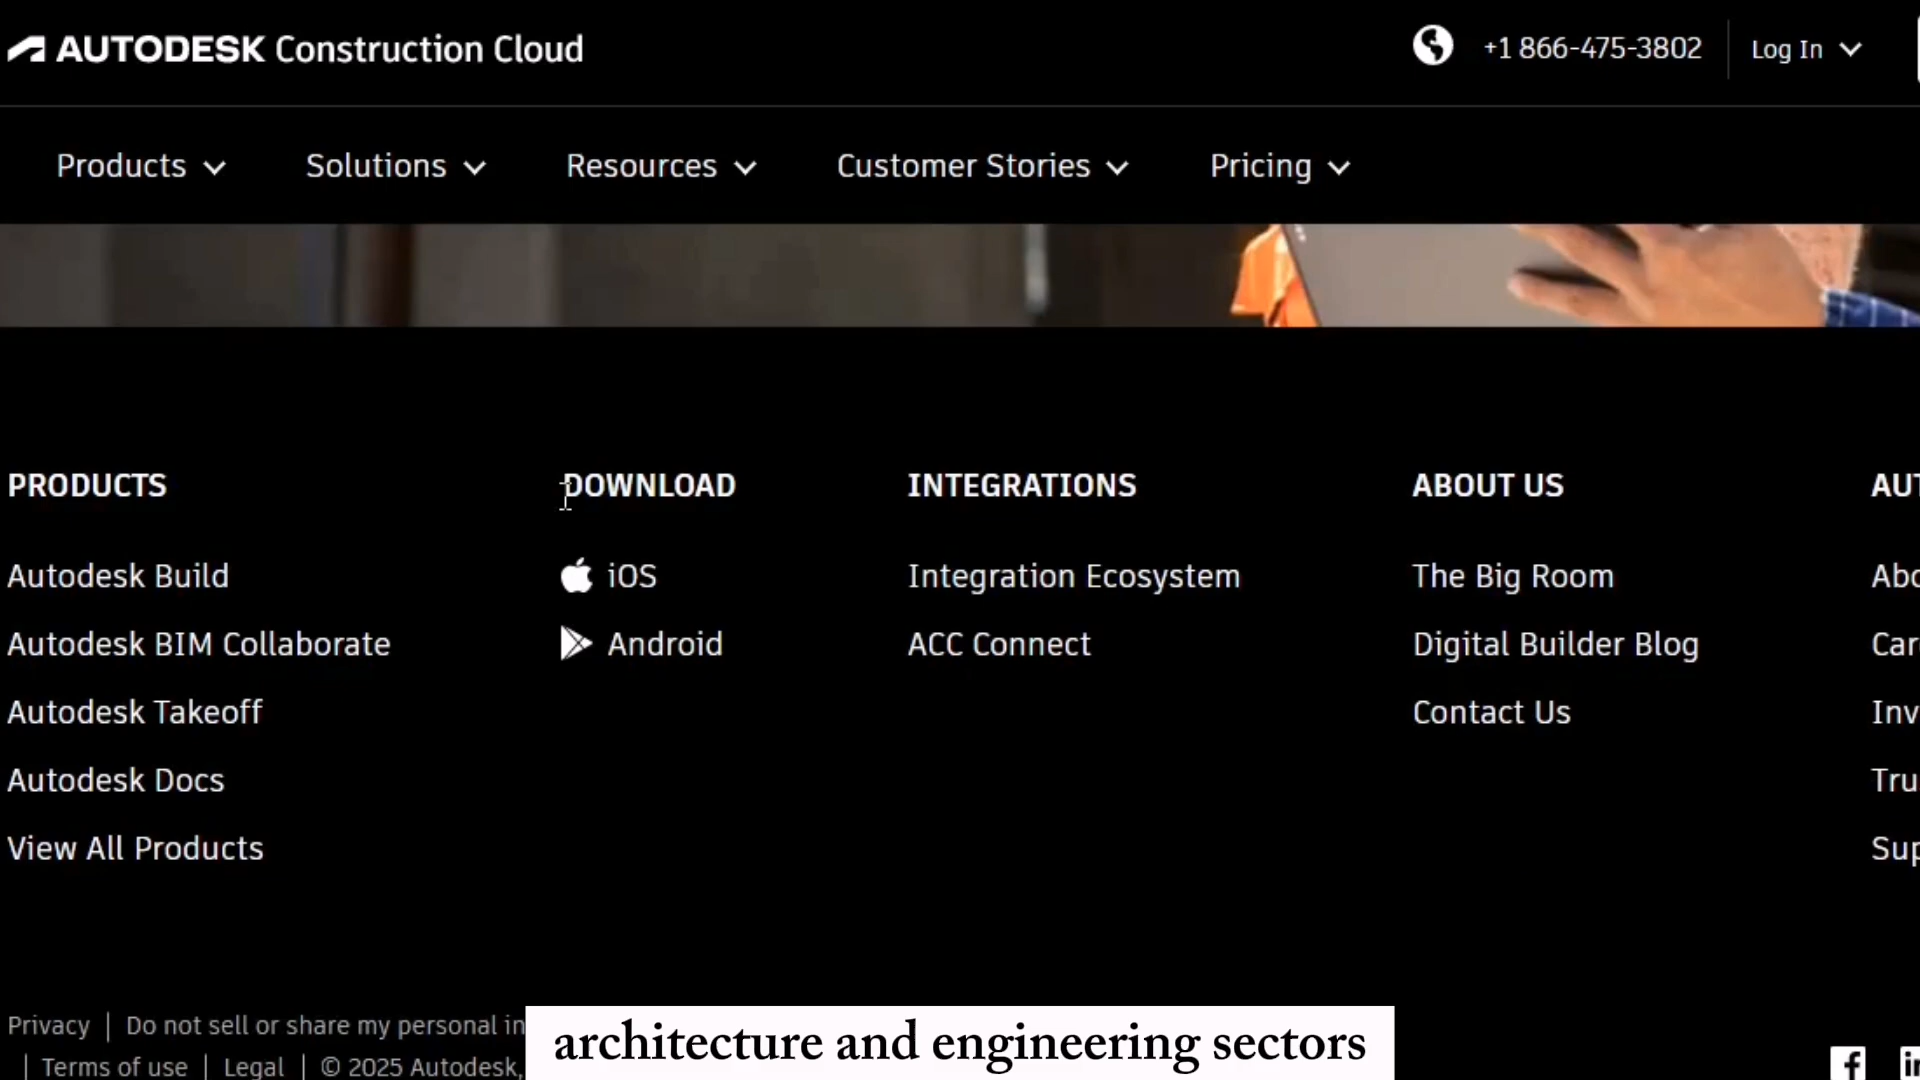 AUTODESK Construction Cloud
+1 866-475-3802
Log In
Products
Solutions
Resources
Customer Stories
Pricing
PRODUCTS
Autodesk Build
Autodesk BIM Collaborate
Autodesk Takeoff
Autodesk Docs
View All Products
DOWNLOAD
iOS
Android
INTEGRATIONS
Integration Ecosystem
ACC Connect
ABOUT US
The Big Room
Digital Builder Blog
Contact Us
Privacy | Do not sell or share my personal
| Terms of use | Legal | © 2025 Autodesk,
architecture and engineering sectors